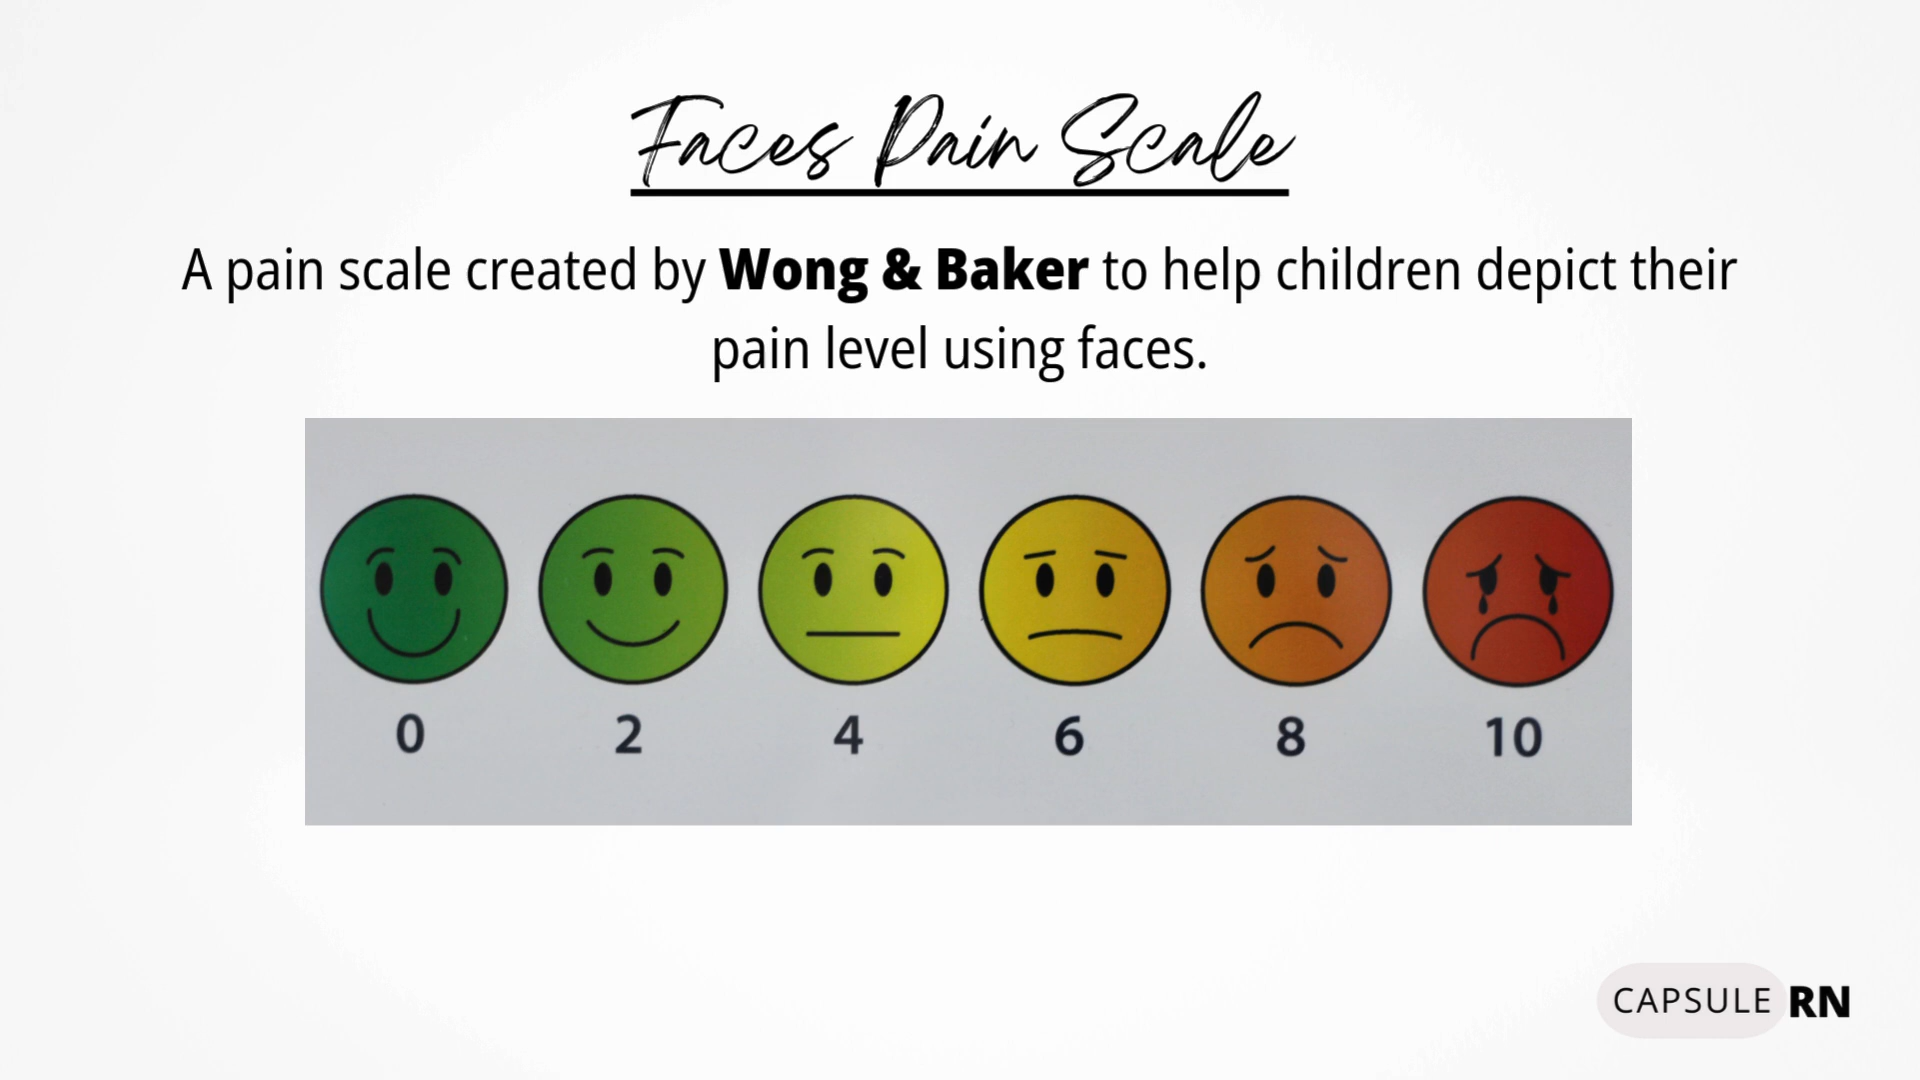 Faces Pain Scale
A pain scale created by Wong & Baker to help children depict their
pain level using faces.
0 2 4 6 8 10
CAPSULE RN